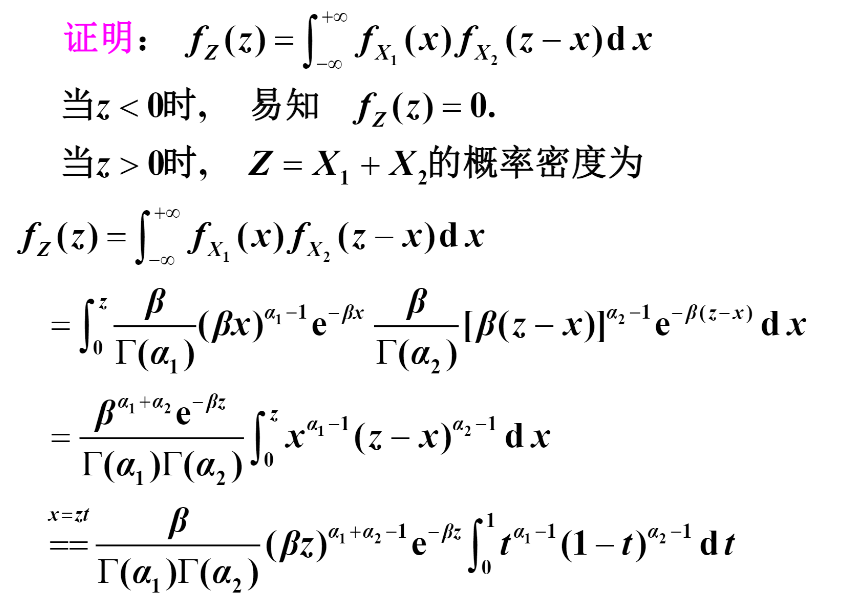 证明： $f_Z(z) = \int_{-\infty}^{+\infty} f_{X_1}(x) f_{X_2}(z-x) \mathrm{d}x$
当z < 0时, 易知 $f_Z(z) = 0.$
当z > 0时, $Z = X_1 + X_2$的概率密度为
$f_Z(z) = \int_{-\infty}^{+\infty} f_{X_1}(x) f_{X_2}(z-x) \mathrm{d}x$
$= \int_0^z \frac{\beta}{\Gamma(\alpha_1)} (\beta x)^{\alpha_1-1} \mathrm{e}^{-\beta x} \frac{\beta}{\Gamma(\alpha_2)} [\beta(z-x)]^{\alpha_2-1} \mathrm{e}^{-\beta(z-x)} \mathrm{d}x$
$= \frac{\beta^{\alpha_1+\alpha_2} \mathrm{e}^{-\beta z}}{\Gamma(\alpha_1)\Gamma(\alpha_2)} \int_0^z x^{\alpha_1-1} (z-x)^{\alpha_2-1} \mathrm{d}x$
$\overset{x=zt}{==} \frac{\beta}{\Gamma(\alpha_1)\Gamma(\alpha_2)} (\beta z)^{\alpha_1+\alpha_2-1} \mathrm{e}^{-\beta z} \int_0^1 t^{\alpha_1-1} (1-t)^{\alpha_2-1} \mathrm{d}t$